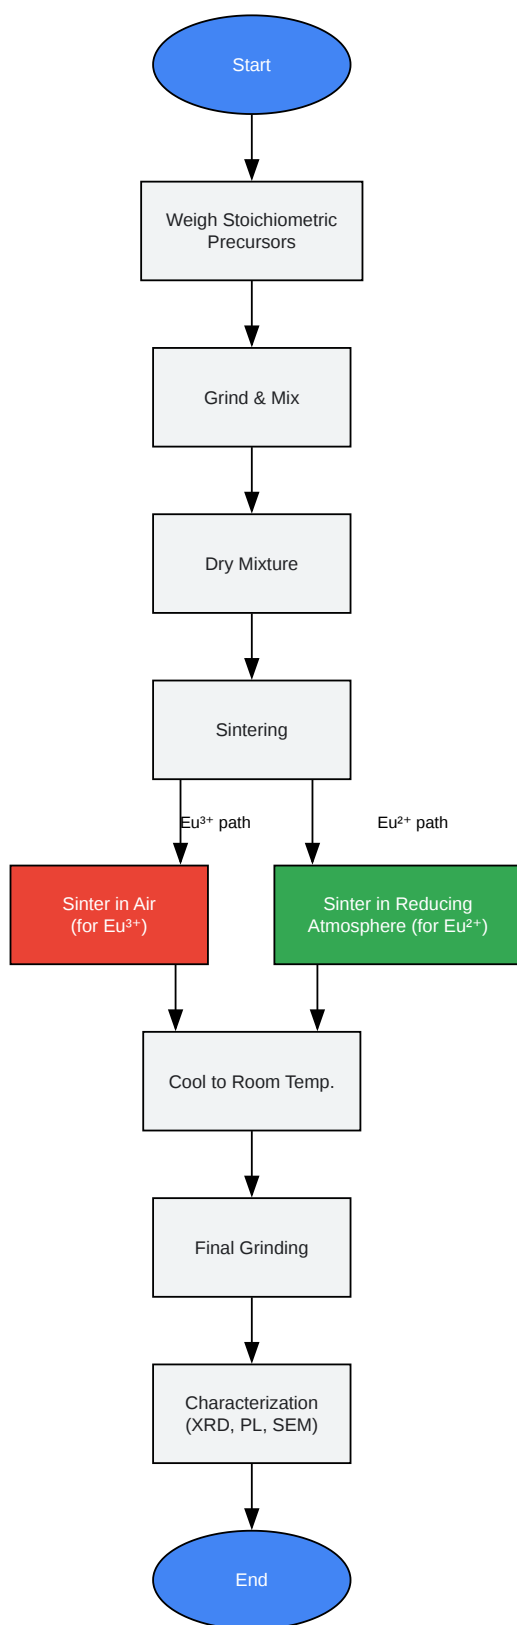 Start
Weigh Stoichiometric
Precursors
Grind & Mix
Dry Mixture
Sintering
Eu³⁺ path
Eu²⁺ path
Sinter in Air
(for Eu³⁺)
Sinter in Reducing
Atmosphere (for Eu²⁺)
Cool to Room Temp.
Final Grinding
Characterization
(XRD, PL, SEM)
End